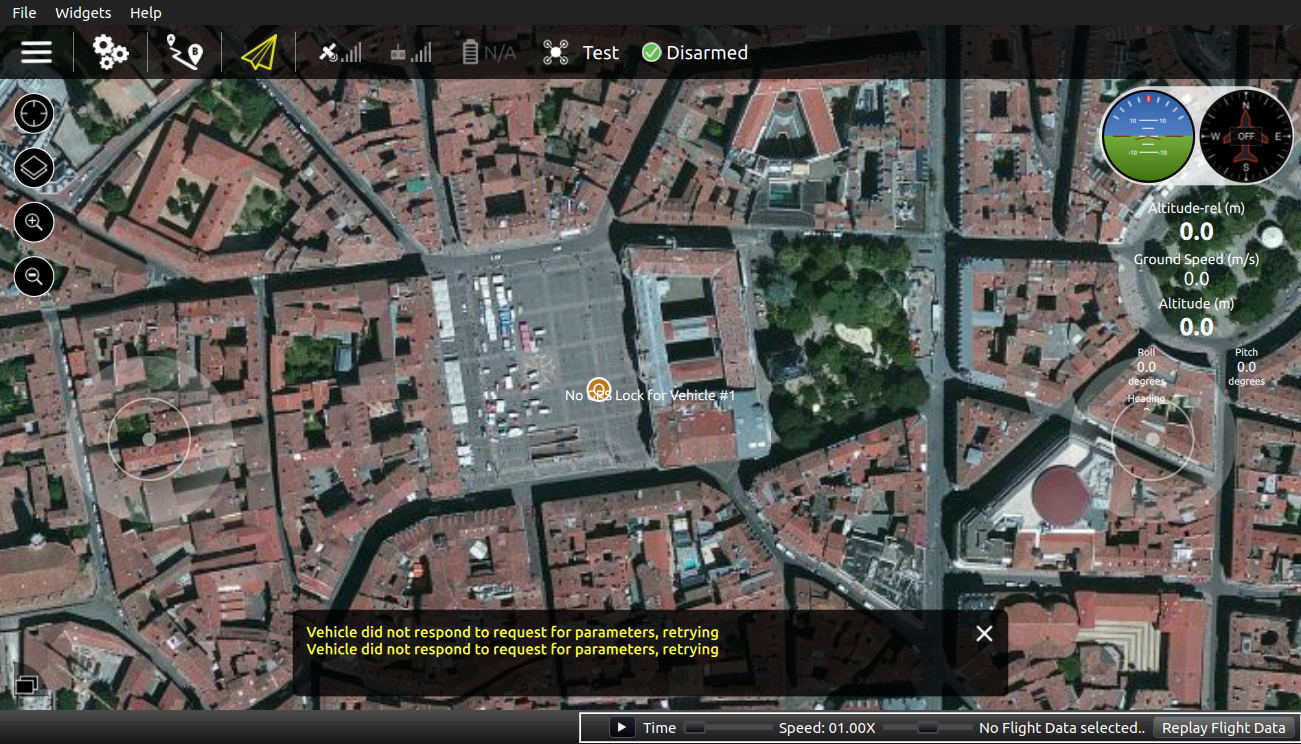 File Widgets Help
A B
N/A Test Disarmed
N
10 10
W OFF E
-10 -10
S
Altitude-rel (m)
0.0
Ground Speed (m/s)
0.0
Altitude (m)
0.0
Roll Pitch
0.0 0.0
degrees degrees
Heading
No GPS Lock for Vehicle #1
Vehicle did not respond to request for parameters, retrying
Vehicle did not respond to request for parameters, retrying
Time Speed: 01.00X No Flight Data selected.. Replay Flight Data